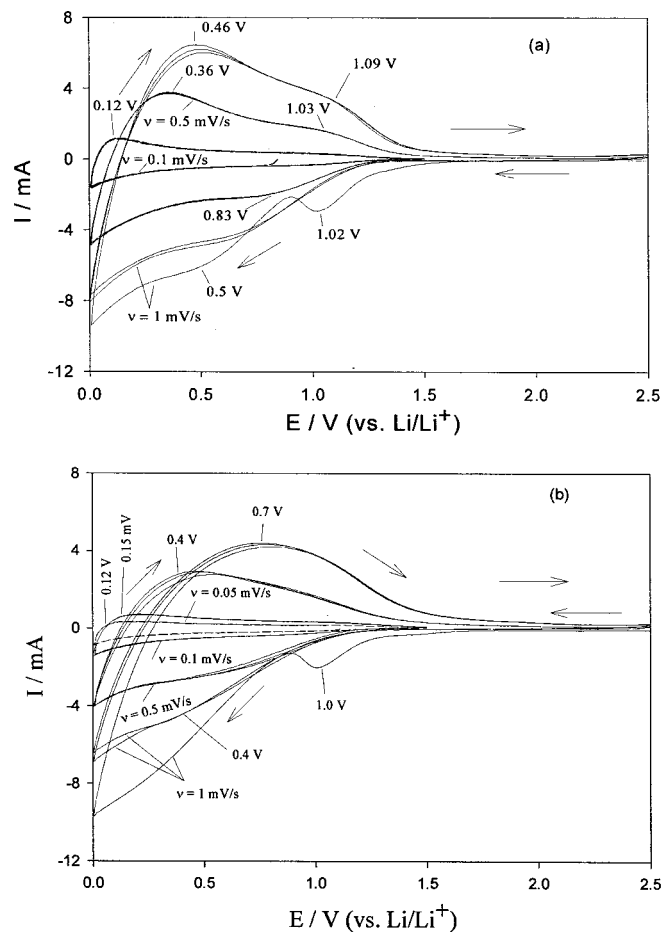 8
0.46 V
(a)
0.36 V
1.09 V
4
0.12 V
ν = 0.5 mV/s
1.03 V
ν = 0.1 mV/s
0
I / mA
0.83 V
1.02 V
-4
0.5 V
ν = 1 mV/s
-8
-12
0.0 0.5 1.0 1.5 2.0 2.5
E / V (vs. Li/Li⁺)
8
(b)
0.7 V
0.12 V
0.15 mV
0.4 V
4
ν = 0.05 mV/s
0
I / mA
ν = 0.1 mV/s
1.0 V
-4
ν = 0.5 mV/s
0.4 V
ν = 1 mV/s
-8
-12
0.0 0.5 1.0 1.5 2.0 2.5
E / V (vs. Li/Li⁺)